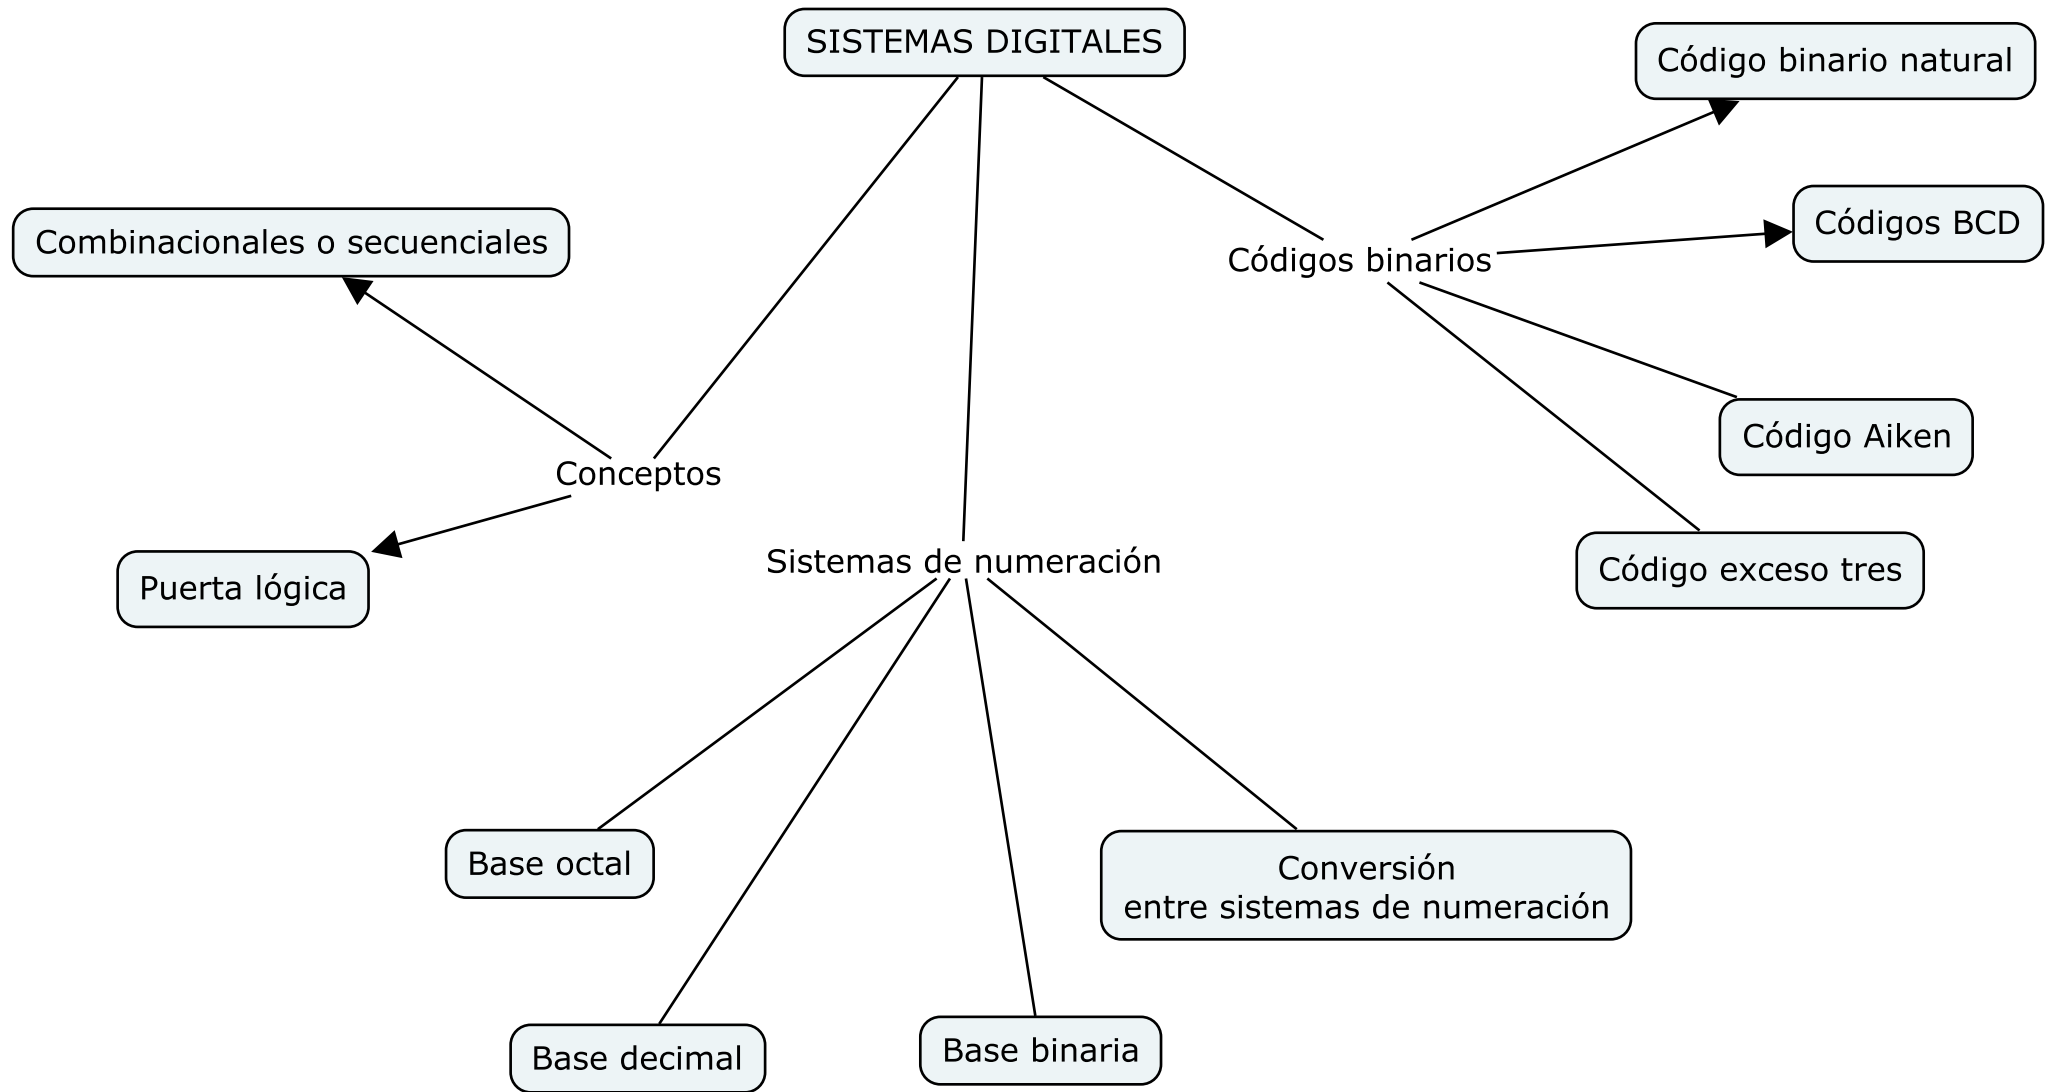 SISTEMAS DIGITALES
Código binario natural
Códigos BCD
Combinacionales o secuenciales
Códigos binarios
Código Aiken
Conceptos
Sistemas de numeración
Código exceso tres
Puerta lógica
Base octal
Conversión
entre sistemas de numeración
Base decimal
Base binaria